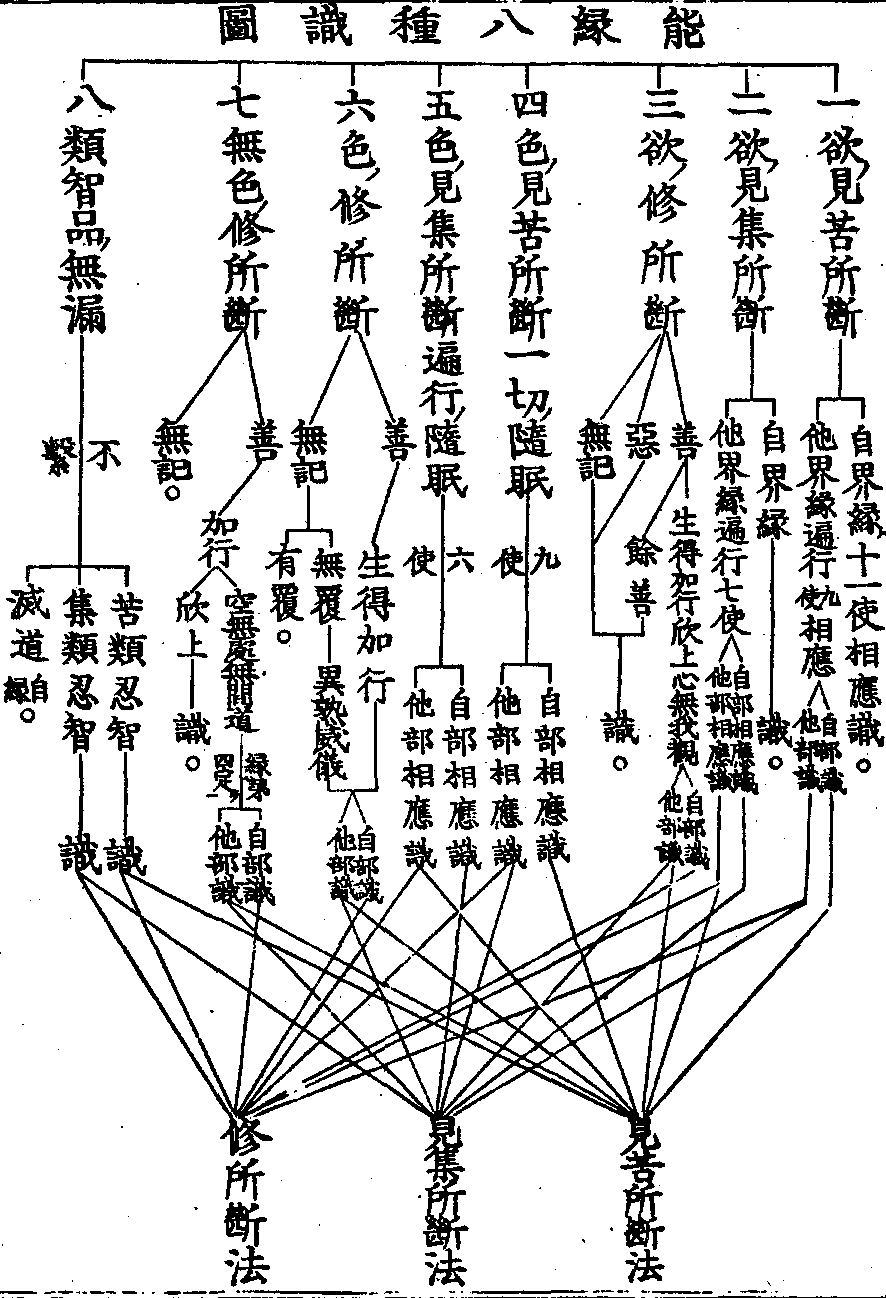 能緣八種識圖
一欲,見苦所斷
自界緣,十一使相應識。
他界緣遍行九使相應
自部識
他部識
二欲,見集所斷
自界緣
識。
他界緣遍行七使
自部相應識
他部相應識
三欲,修所斷
善
生得加行欣上心無我觀
自部識
他部識
餘善
惡
無記
識。
四色,見苦所斷一切,隨眠
九使
自部相應識
他部相應識
五色,見集所斷遍行,隨眠
六使
自部相應識
他部相應識
六色,修所斷
善
生得加行
無記
無覆
異熟威儀
有覆。
自部識
他部識
七無色,修所斷
善
加行
空無處無間道
緣第四定
自部識
他部識
欣上
識。
無記。
八類智品,無漏
不繫
苦類忍智
識
集類忍智
識
滅道自緣。
見苦所斷法
見集所斷法
修所斷法